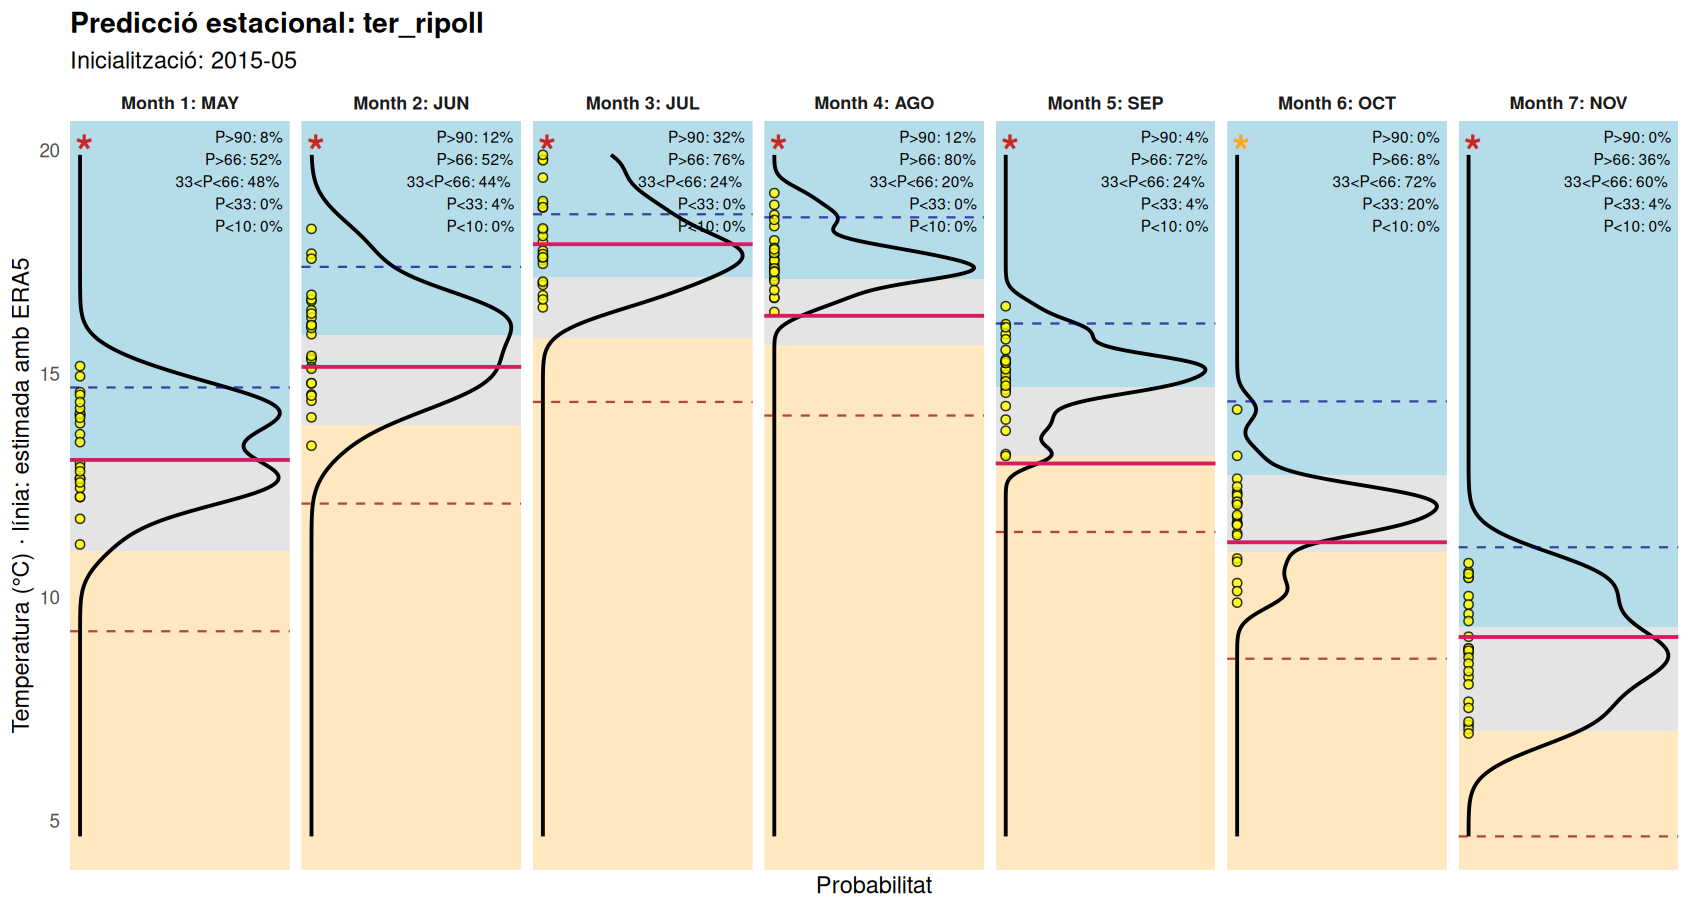 Predicció estacional: ter_ripoll
Inicialització: 2015-05
Month 1: MAY
Month 2: JUN
Month 3: JUL
Month 4: AGO
Month 5: SEP
Month 6: OCT
Month 7: NOV
P>90: 8%
P>66: 52%
33<P<66: 48%
P<33: 0%
P<10: 0%
P>90: 12%
P>66: 52%
33<P<66: 44%
P<33: 4%
P<10: 0%
P>90: 32%
P>66: 76%
33<P<66: 24%
P<33: 0%
P<10: 0%
P>90: 12%
P>66: 80%
33<P<66: 20%
P<33: 0%
P<10: 0%
P>90: 4%
P>66: 72%
33<P<66: 24%
P<33: 4%
P<10: 0%
P>90: 0%
P>66: 8%
33<P<66: 72%
P<33: 20%
P<10: 0%
P>90: 0%
P>66: 36%
33<P<66: 60%
P<33: 4%
P<10: 0%
20
15
10
5
Temperatura (°C) · línia: estimada amb ERA5
Probabilitat